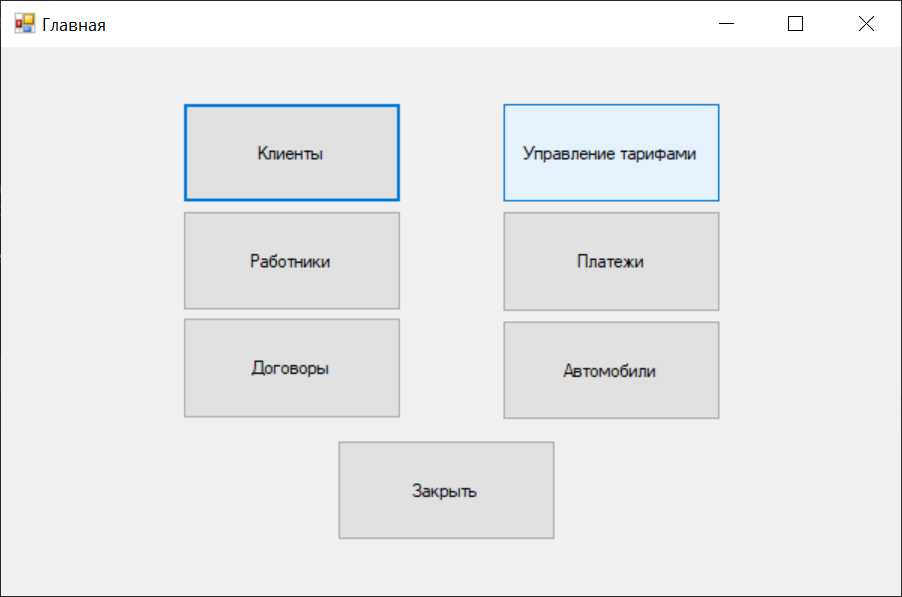 Главная
Клиенты
Управление тарифами
Работники
Платежи
Договоры
Автомобили
Закрыть